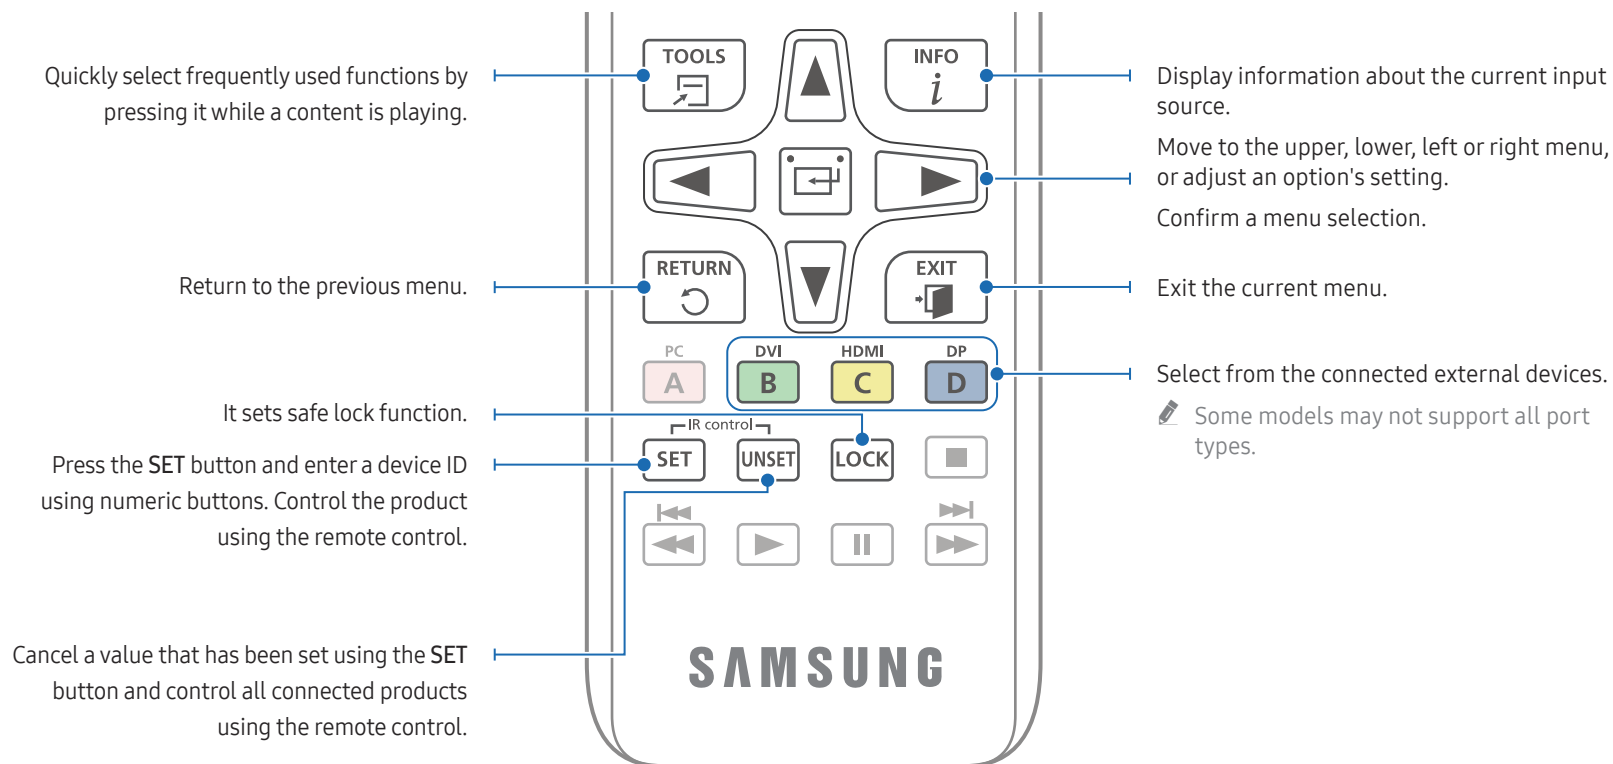 Quickly select frequently used functions by
pressing it while a content is playing.
Return to the previous menu.
It sets safe lock function.
Press the SET button and enter a device ID
using numeric buttons. Control the product
using the remote control.
Cancel a value that has been set using the SET
button and control all connected products
using the remote control.
TOOLS
INFO
i
RETURN
EXIT
PC
DVI
HDMI
DP
A
B
C
D
IR control
SET
UNSET
LOCK
SAMSUNG
Display information about the current input
source.
Move to the upper, lower, left or right menu,
or adjust an option's setting.
Confirm a menu selection.
Exit the current menu.
Select from the connected external devices.
Some models may not support all port
types.